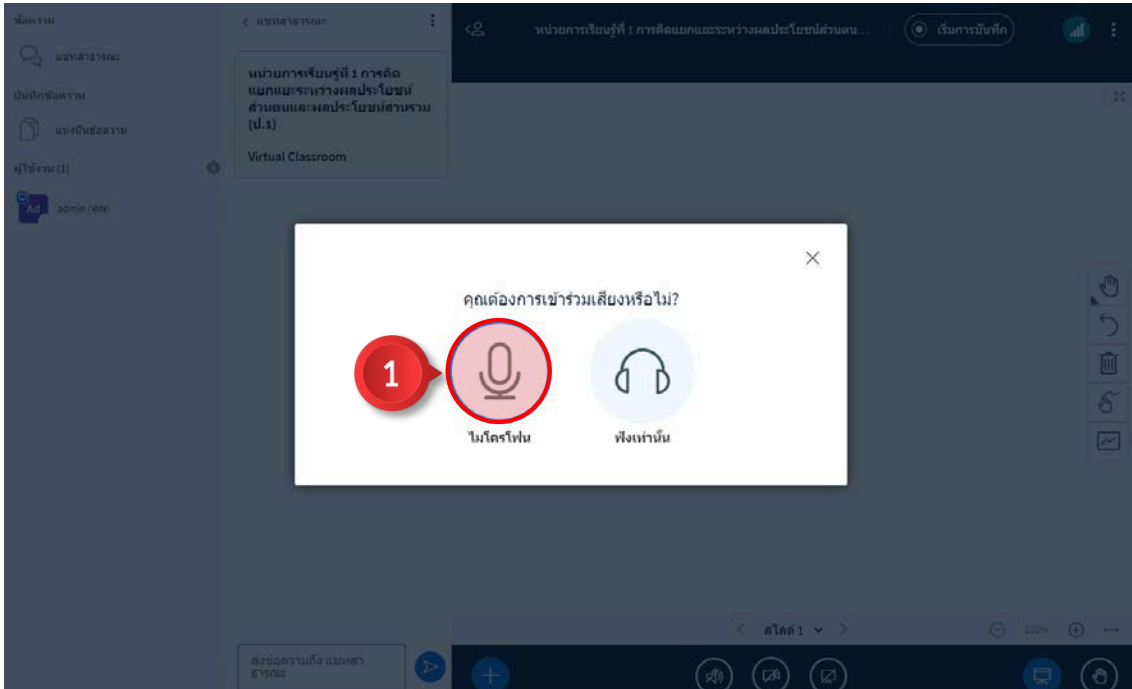 ข้อความ
แชทสาธารณะ
บันทึกข้อความ
แบ่งปันข้อความ
ผู้ใช้งาน (1)
Ad
admin (คุณ)
แชทสาธารณะ
หน่วยการเรียนรู้ที่ 1 การคิด
แยกแยะระหว่างผลประโยชน์
ส่วนตนและผลประโยชน์ส่วนรวม
(ป.1)
Virtual Classroom
ส่งข้อความถึง แชทสา
ธารณะ
หน่วยการเรียนรู้ที่ 1 การคิดแยกแยะระหว่างผลประโยชน์ส่วนตน...
เริ่มการบันทึก
คุณต้องการเข้าร่วมเสียงหรือไม่?
1
ไมโครโฟน
ฟังเท่านั้น
สไลด์ 1
100%